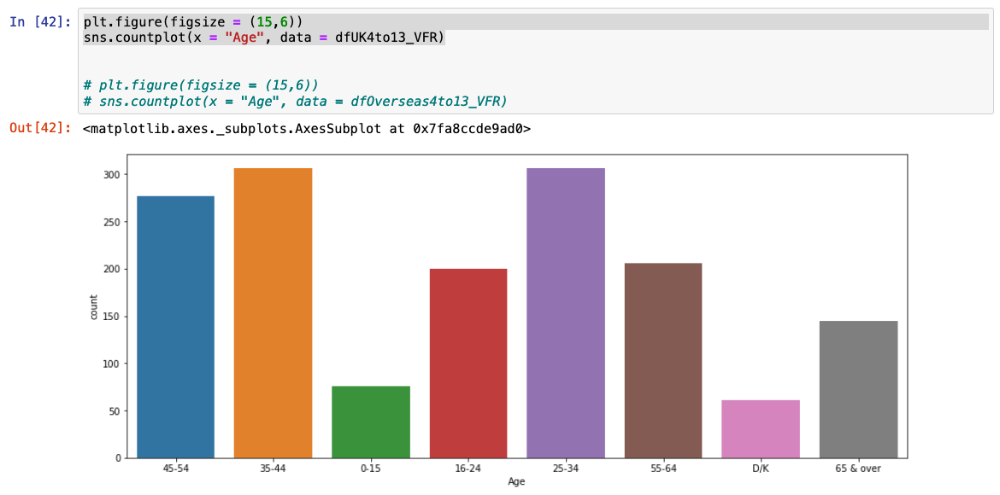 In [42]: plt.figure(figsize = (15,6))
sns.countplot(x = "Age", data = dfUK4to13_VFR)
# plt.figure(figsize = (15,6))
# sns.countplot(x = "Age", data = dfOverseas4to13_VFR)
Out[42]: <matplotlib.axes._subplots.AxesSubplot at 0x7fa8ccde9ad0>
300
250
200
150
100
50
0
count
45-54 35-44 0-15 16-24 25-34 55-64 D/K 65 & over
Age